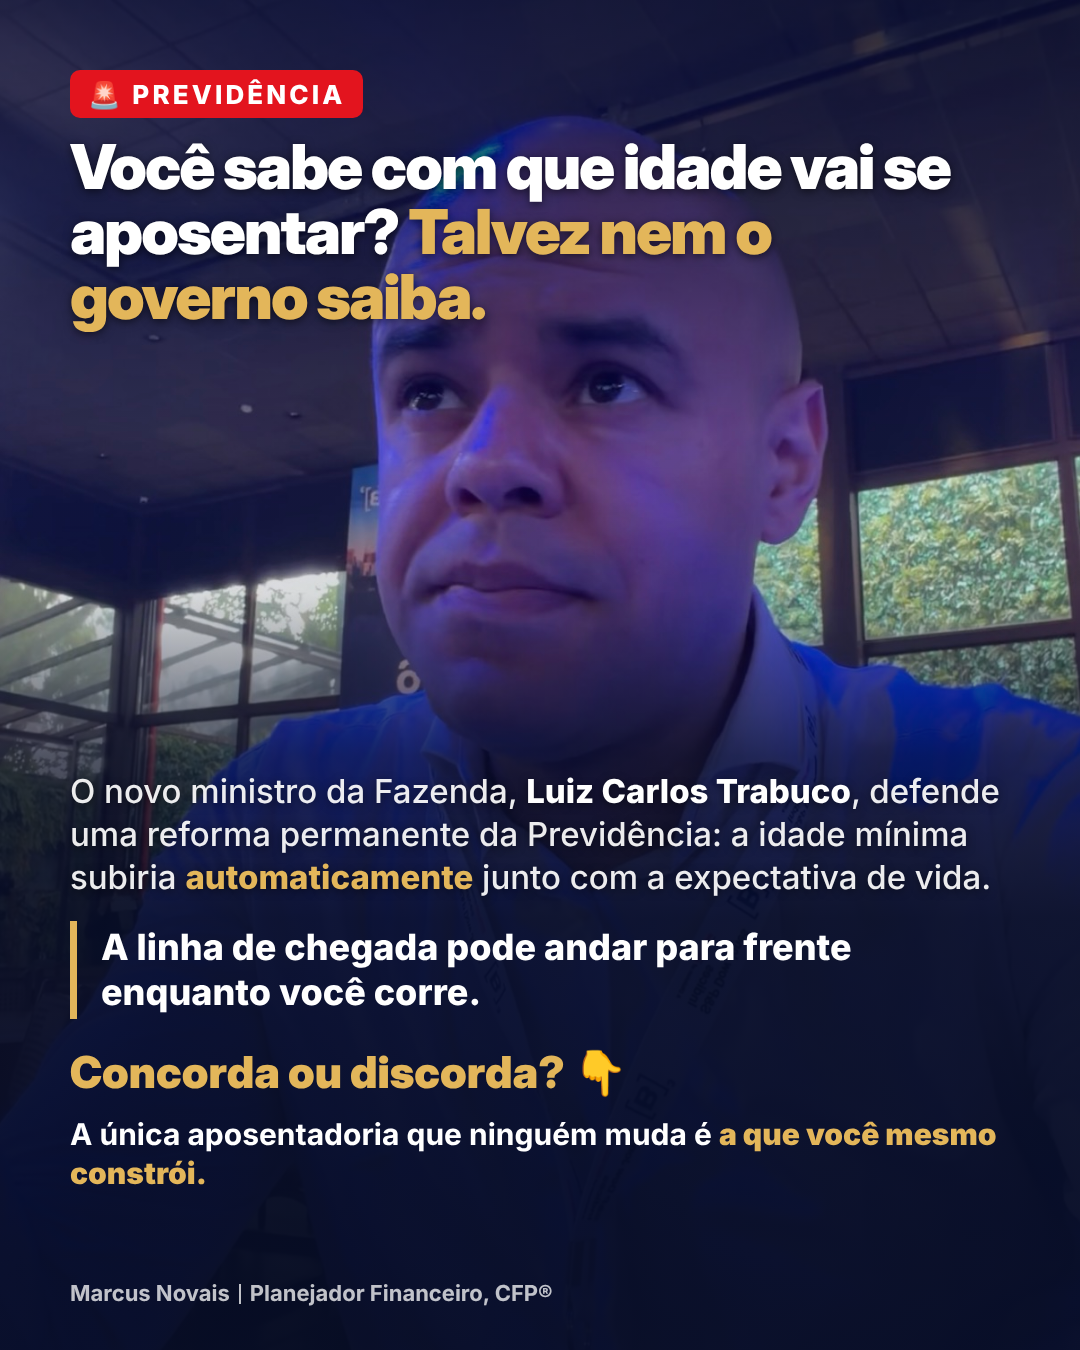 🚨 PREVIDÊNCIA
Você sabe com que idade vai se
aposentar? Talvez nem o
governo saiba.
O novo ministro da Fazenda, Luiz Carlos Trabuco, defende
uma reforma permanente da Previdência: a idade mínima
subiria automaticamente junto com a expectativa de vida.
A linha de chegada pode andar para frente
enquanto você corre.
Concorda ou discorda? 👇
A única aposentadoria que ninguém muda é a que você mesmo
constrói.
Marcus Novais | Planejador Financeiro, CFP®